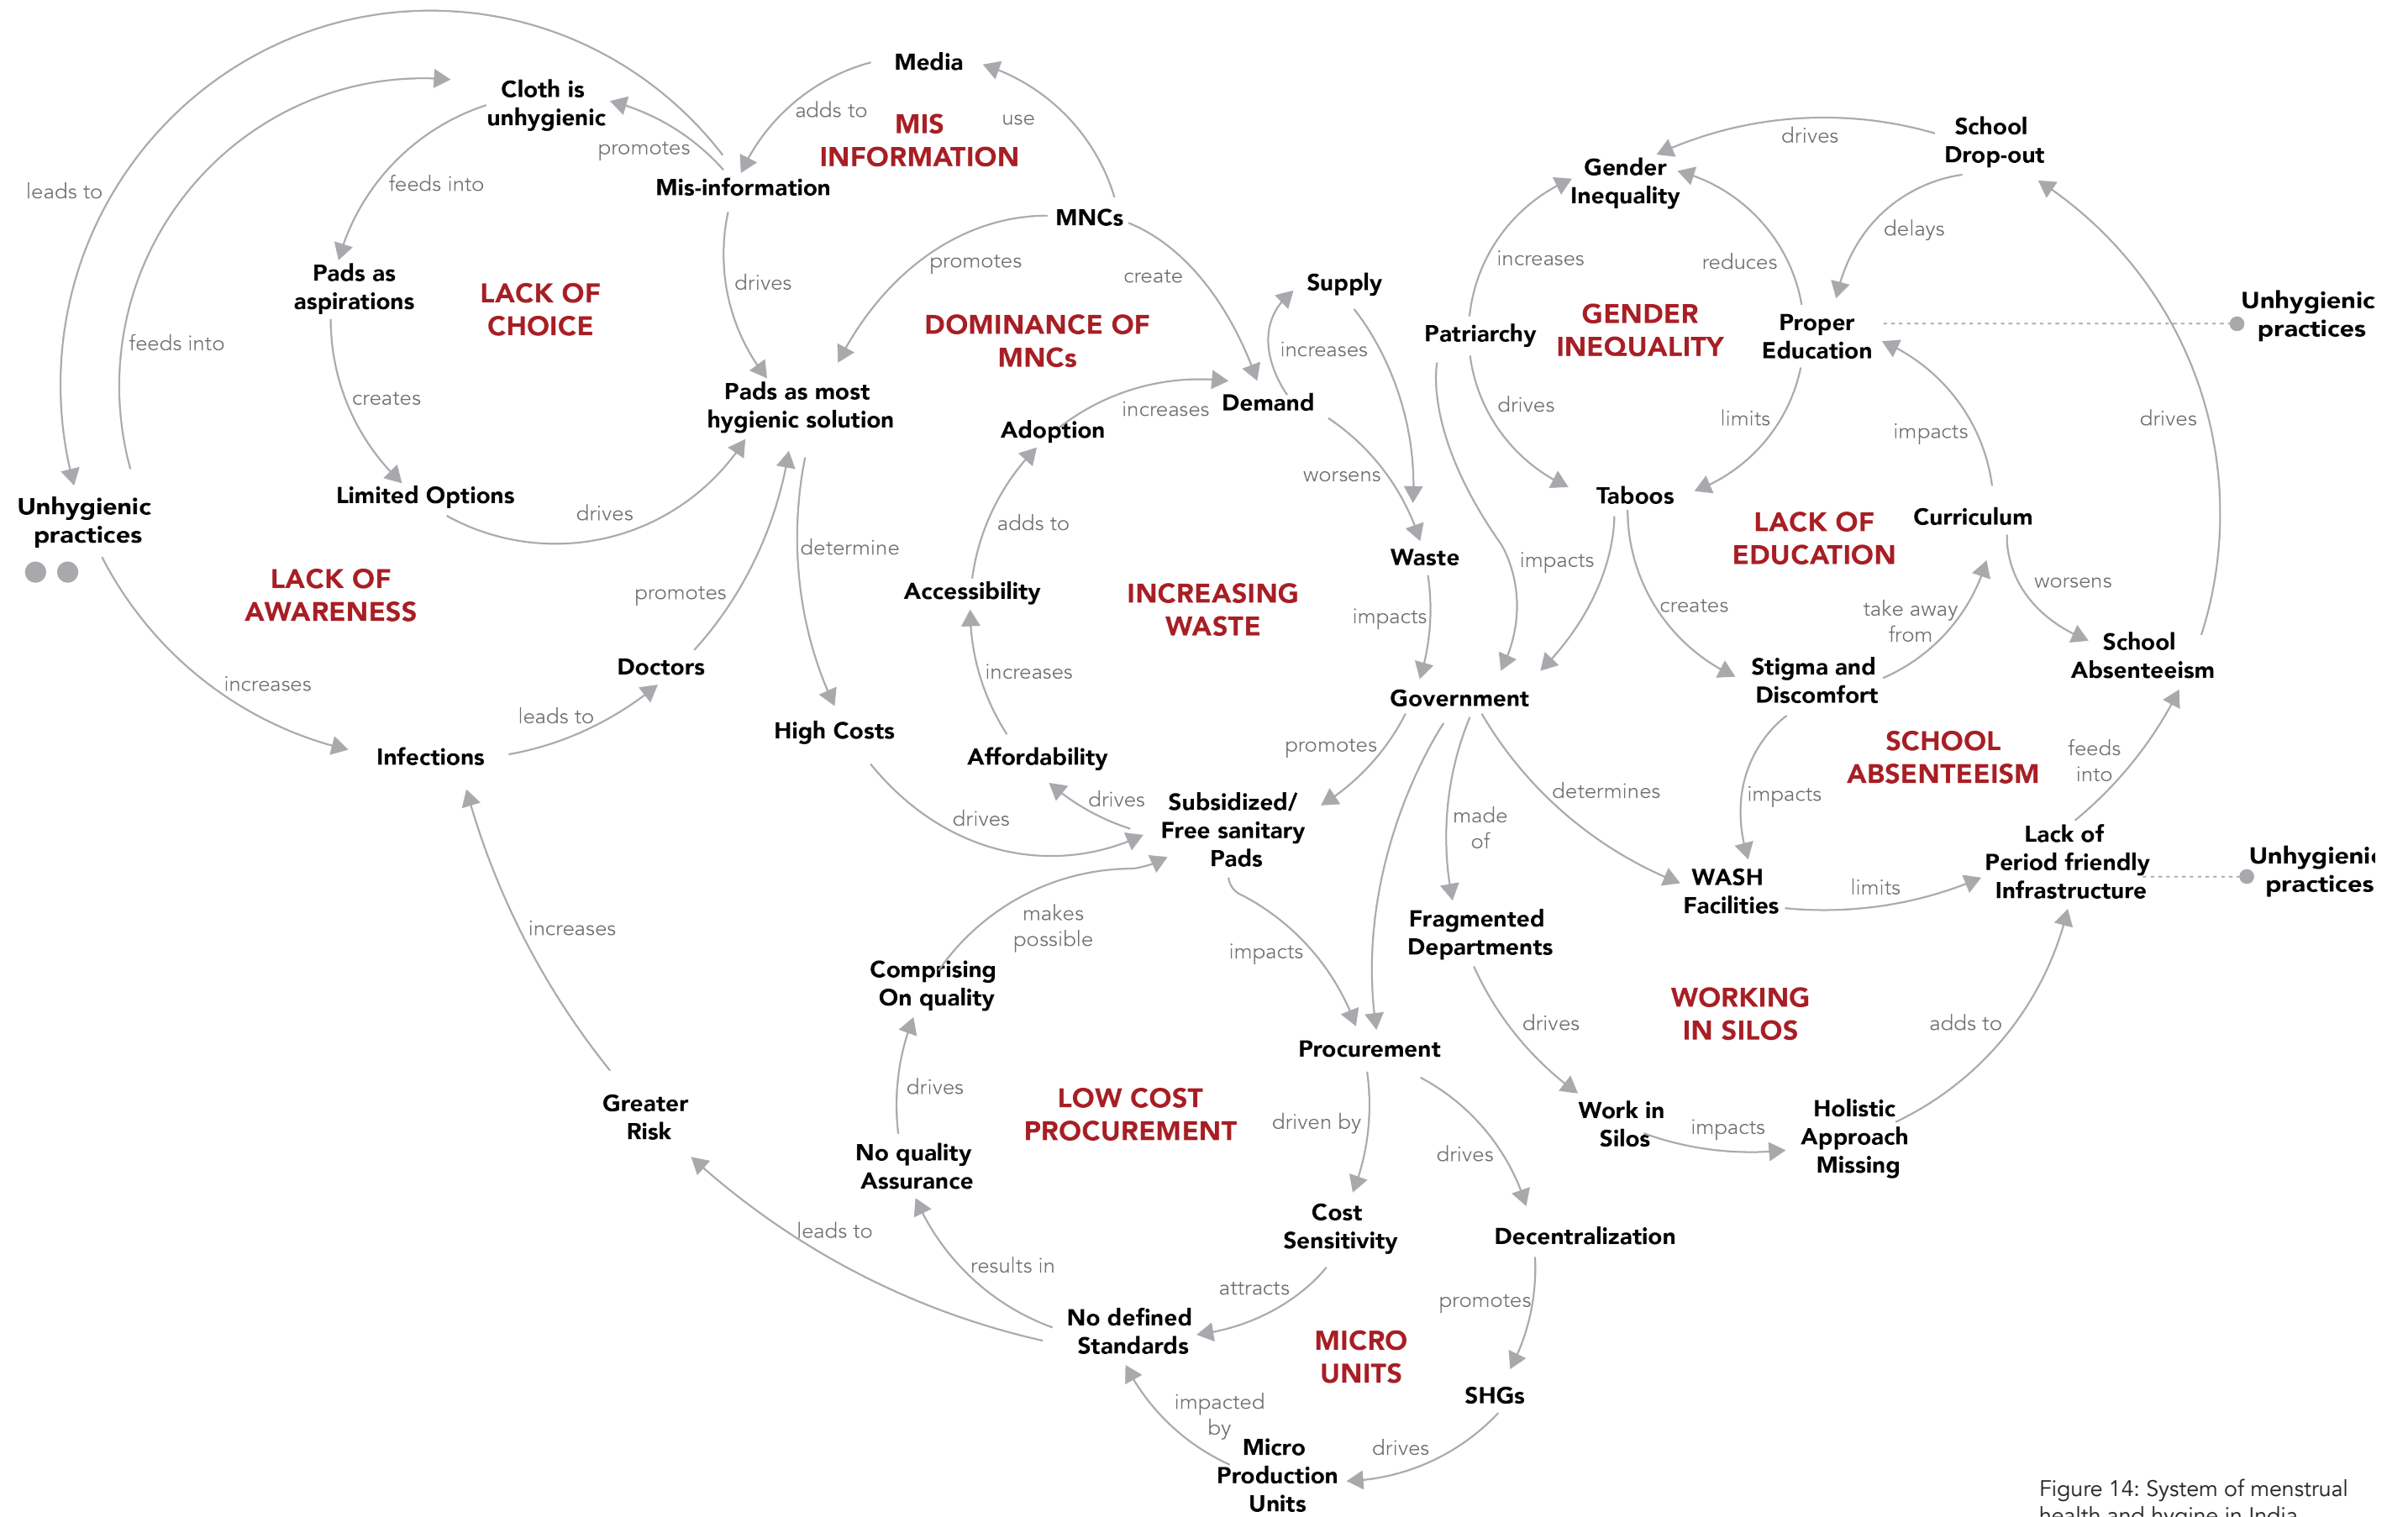 Media
adds to
use
MIS
INFORMATION
Cloth is
unhygienic
promotes
Mis-information
leads to
feeds into
feeds into
MNCs
promotes
create
drives
Pads as
aspirations
LACK OF
CHOICE
DOMINANCE OF
MNCs
creates
Pads as most
hygienic solution
Limited Options
drives
Unhygienic
practices
LACK OF
AWARENESS
increases
Infections
leads to
Doctors
promotes
determine
High Costs
drives
Supply
increases
Demand
increases
Adoption
adds to
Accessibility
increases
Affordability
drives
INCREASING
WASTE
worsens
Waste
impacts
Government
promotes
Subsidized/
Free sanitary
Pads
School
Drop-out
drives
Gender
Inequality
delays
increases
reduces
Patriarchy
GENDER
INEQUALITY
Proper
Education
Unhygienic
practices
drives
limits
impacts
drives
Taboos
LACK OF
EDUCATION
Curriculum
impacts
creates
take away
from
worsens
School
Absenteeism
Stigma and
Discomfort
SCHOOL
ABSENTEEISM
feeds
into
determines
impacts
made
of
WASH
Facilities
limits
Lack of
Period friendly
Infrastructure
Unhygieni
practices
Fragmented
Departments
drives
WORKING
IN SILOS
adds to
Work in
Silos
impacts
Holistic
Approach
Missing
makes
possible
impacts
Comprising
On quality
drives
No quality
Assurance
LOW COST
PROCUREMENT
Procurement
driven by
drives
Cost
Sensitivity
Decentralization
increases
Greater
Risk
leads to
results in
attracts
No defined
Standards
MICRO
UNITS
promotes
SHGs
impacted
by
drives
Micro
Production
Units
Figure 14: System of menstrual
health and hygine in India